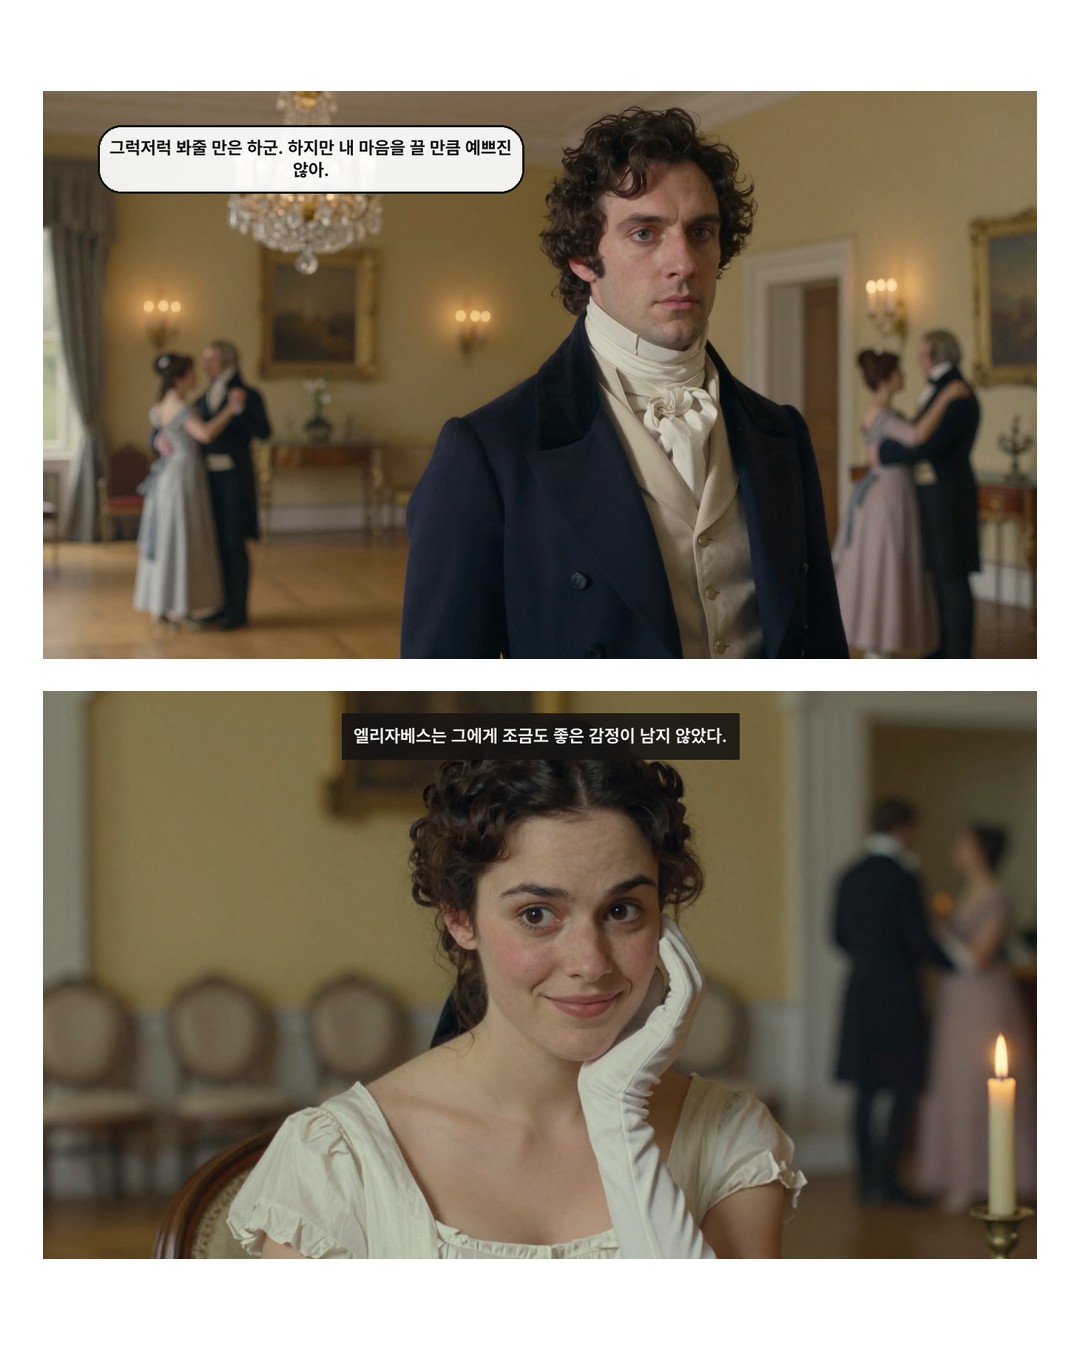 그럭저럭 봐줄 만은 하군. 하지만 내 마음을 끌 만큼 예쁘진
않아.
엘리자베스는 그에게 조금도 좋은 감정이 남지 않았다.